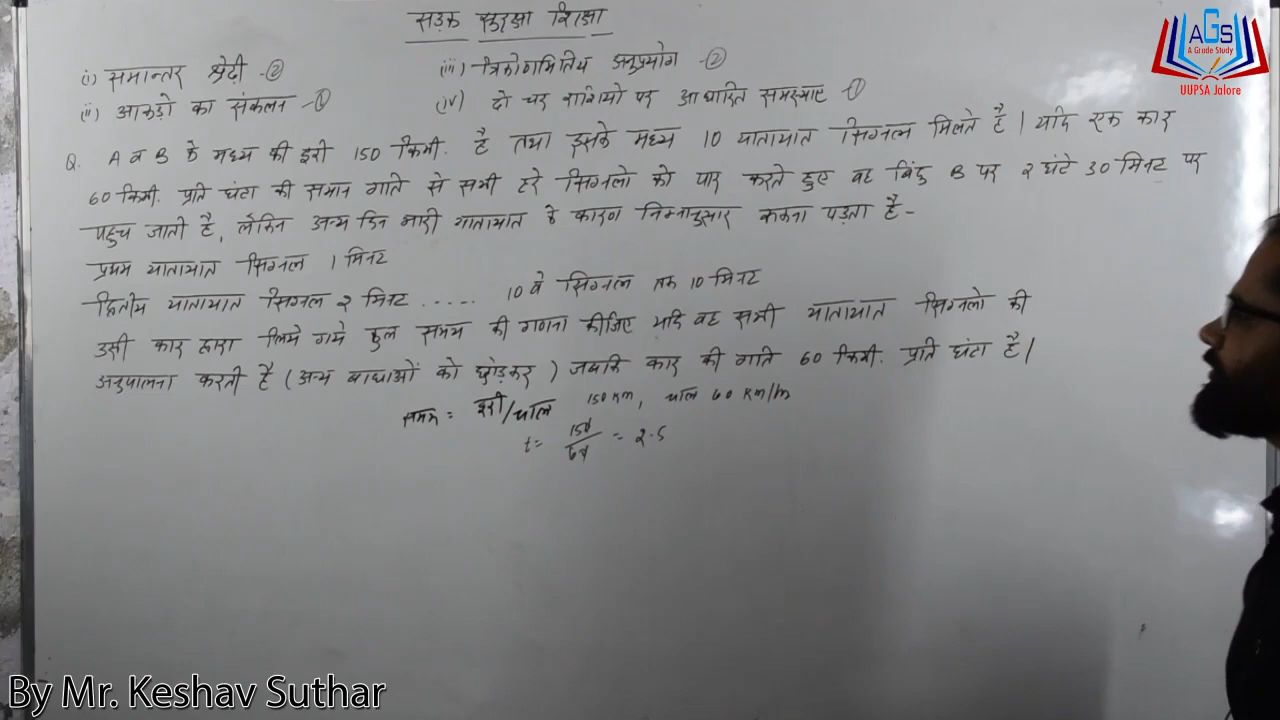 सड़क सुरक्षा शिक्षा
(i) समान्तर श्रेढ़ी -②
(iii) त्रिकोणमितिय अनुप्रयोग -②
(ii) आकड़ो का संकलन -①
(iv) दो चर राशियो पर आधारित समस्याए -①
Q. A व B के मध्य की दूरी 150 किमी. है तथा इसके मध्य 10 यातायात सिग्नल मिलते है। यदि एक कार
60 किमी. प्रति घंटा की समान गति से सभी हरे सिग्नलो को पार करते हुए वह बिंदु B पर 2 घंटे 30 मिनट पर
पहुच जाती है, लेकिन अन्य दिन भारी यातायात के कारण निम्नानुसार रूकना पड़ता है -
प्रथम यातायात सिग्नल 1 मिनट
द्वितीय यातायात सिग्नल 2 मिनट ..... 10 वे सिग्नल तक 10 मिनट
उसी कार द्वारा लिये गये कुल समय की गणना कीजिए यदि वह सभी यातायात सिग्नलो की
अनुपालना करती है (अन्य बाधाओं को छोड़कर) जबकि कार की गति 60 किमी. प्रति घंटा है।
समय = दूरी/चाल 150 Km, चाल 60 Km/h
t = 150/60 = 2.5
AGS
A Grade Study
UUPSA Jalore
By Mr. Keshav Suthar